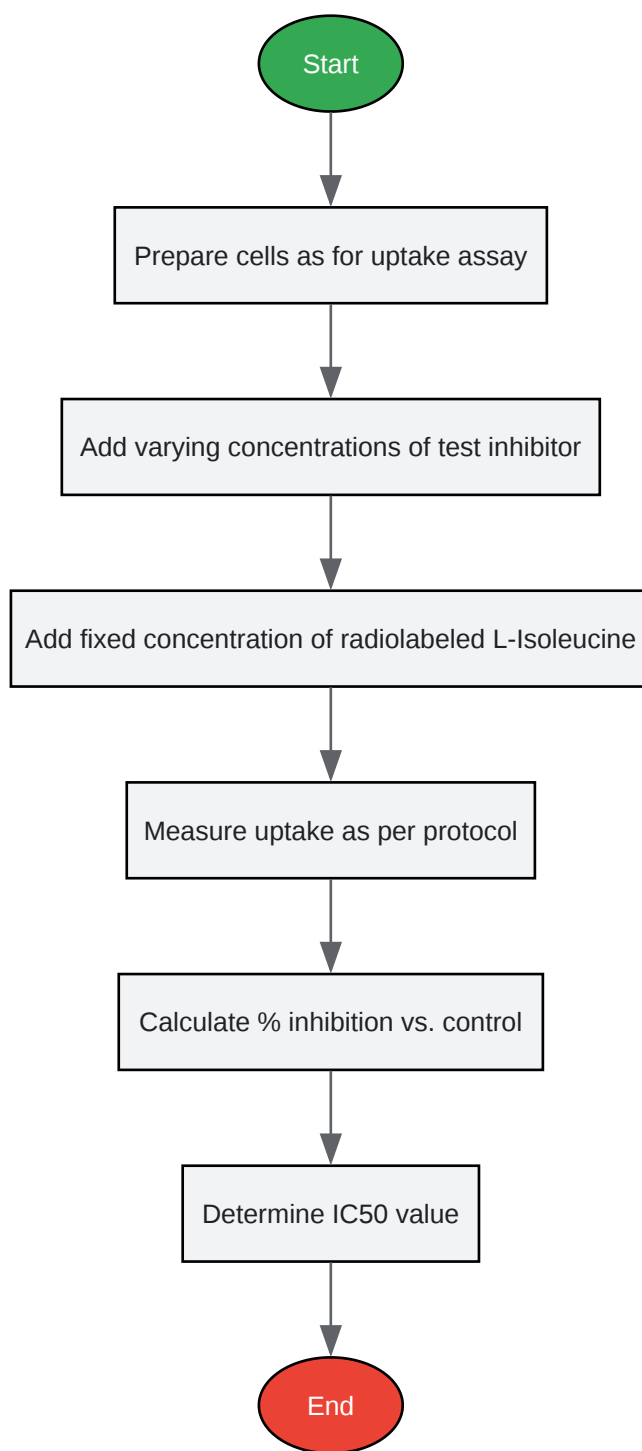 Start
Prepare cells as for uptake assay
Add varying concentrations of test inhibitor
Add fixed concentration of radiolabeled L-Isoleucine
Measure uptake as per protocol
Calculate % inhibition vs. control
Determine IC50 value
End